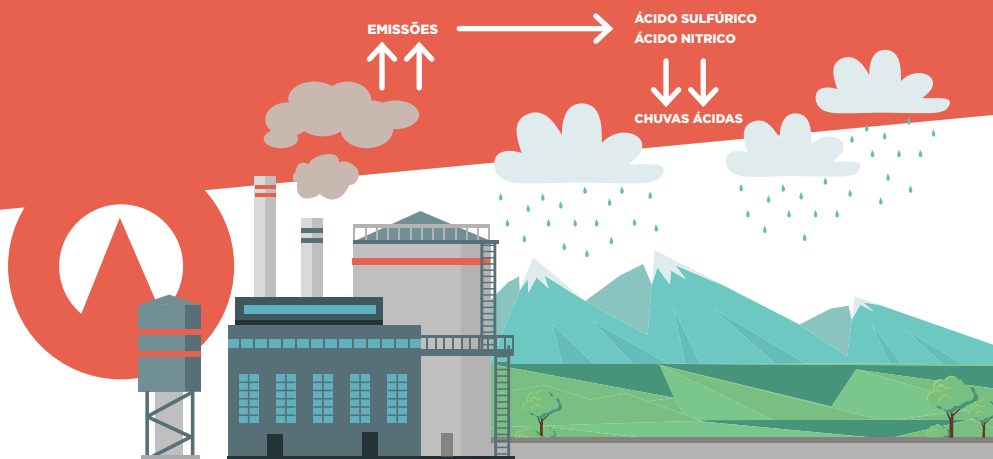 EMISSÕES
ÁCIDO SULFÚRICO
ÁCIDO NITRICO
CHUVAS ÁCIDAS